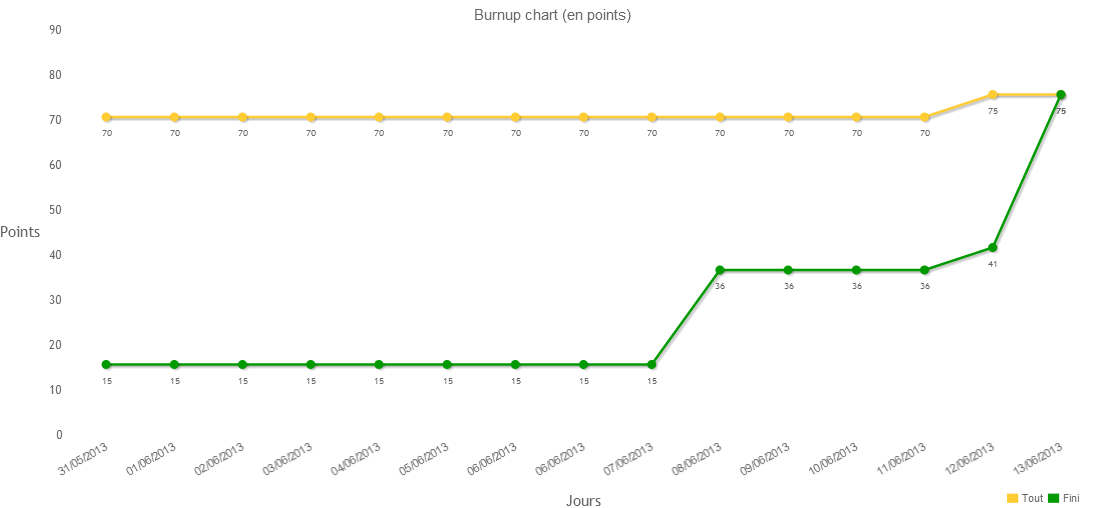 Burnup chart (en points)
90
80
70
60
50
40
30
20
10
0
Points
70 70 70 70 70 70 70 70 70 70 70 70 70 75 75
15 15 15 15 15 15 15 15 15 36 36 36 36 41
31/05/2013 01/06/2013 02/06/2013 03/06/2013 04/06/2013 05/06/2013 06/06/2013 06/06/2013 07/06/2013 08/06/2013 09/06/2013 10/06/2013 11/06/2013 12/06/2013 13/06/2013
Jours
Tout Fini